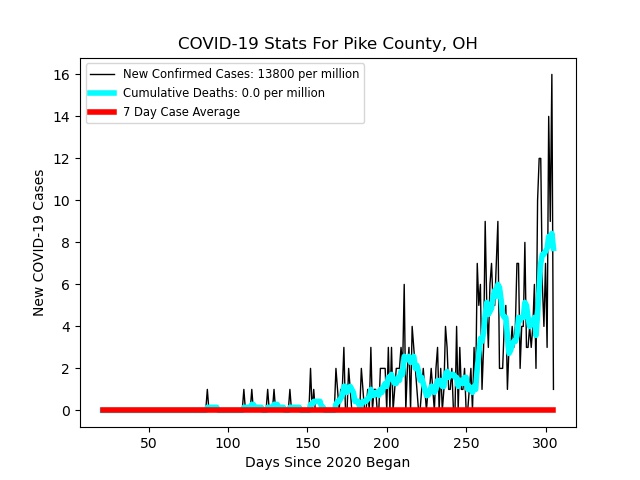 COVID-19 Stats For Pike County, OH
New Confirmed Cases: 13800 per million
Cumulative Deaths: 0.0 per million
7 Day Case Average
New COVID-19 Cases
16
14
12
10
8
6
4
2
0
50 100 150 200 250 300
Days Since 2020 Began